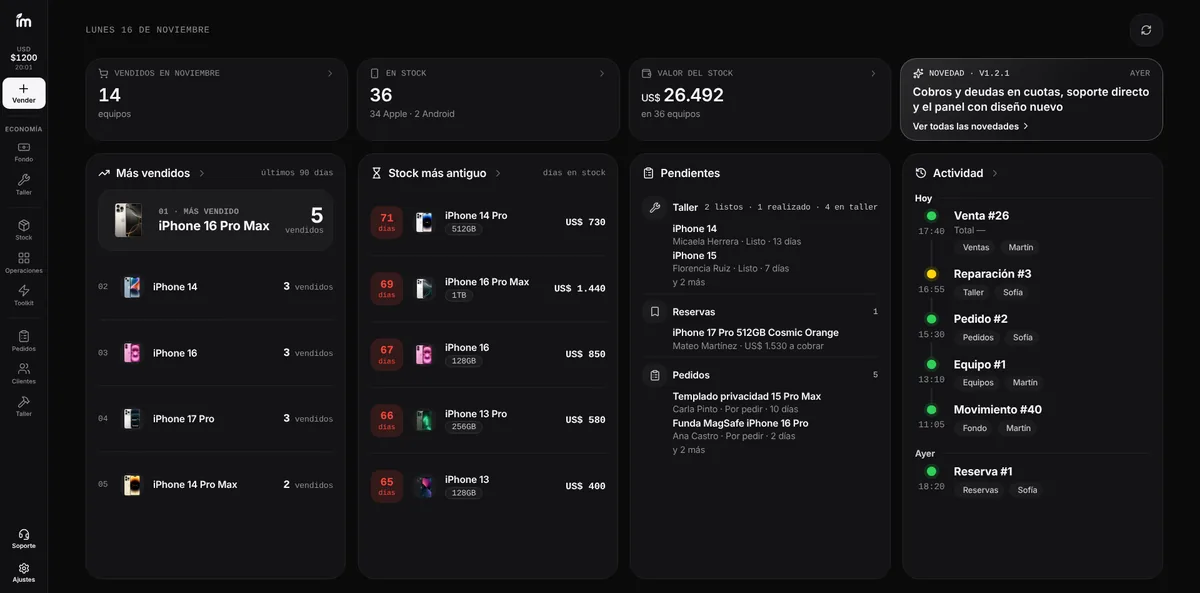 im
USD
$1200
20:01
Vender
ECONOMÍA
Fondo
Taller
Stock
Operaciones
Toolkit
Pedidos
Clientes
Taller
Soporte
Ajustes
LUNES 16 DE NOVIEMBRE
VENDIDOS EN NOVIEMBRE
14
equipos
EN STOCK
36
34 Apple · 2 Android
VALOR DEL STOCK
US$ 26.492
en 36 equipos
NOVEDAD · V1.2.1 AYER
Cobros y deudas en cuotas, soporte directo
y el panel con diseño nuevo
Ver todas las novedades
Más vendidos últimos 90 días
01 · MÁS VENDIDO
iPhone 16 Pro Max
5
vendidos
02 iPhone 14 3 vendidos
03 iPhone 16 3 vendidos
04 iPhone 17 Pro 3 vendidos
05 iPhone 14 Pro Max 2 vendidos
Stock más antiguo días en stock
71 días iPhone 14 Pro 512GB US$ 730
69 días iPhone 16 Pro Max 1TB US$ 1.440
67 días iPhone 16 128GB US$ 850
66 días iPhone 13 Pro 256GB US$ 580
65 días iPhone 13 128GB US$ 400
Pendientes
Taller 2 listos · 1 realizado · 4 en taller
iPhone 14
Micaela Herrera · Listo · 13 días
iPhone 15
Florencia Ruiz · Listo · 7 días
y 2 más
Reservas 1
iPhone 17 Pro 512GB Cosmic Orange
Mateo Martínez · US$ 1.530 a cobrar
Pedidos 5
Templado privacidad 15 Pro Max
Carla Pinto · Por pedir · 10 días
Funda MagSafe iPhone 16 Pro
Ana Castro · Por pedir · 2 días
y 2 más
Actividad
Hoy
Venta #26
17:40 Total —
Ventas Martín
Reparación #3
16:55 Taller Sofía
Pedido #2
15:30 Pedidos Sofía
Equipo #1
13:10 Equipos Martín
Movimiento #40
11:05 Fondo Martín
Ayer
Reserva #1
18:20 Reservas Sofía